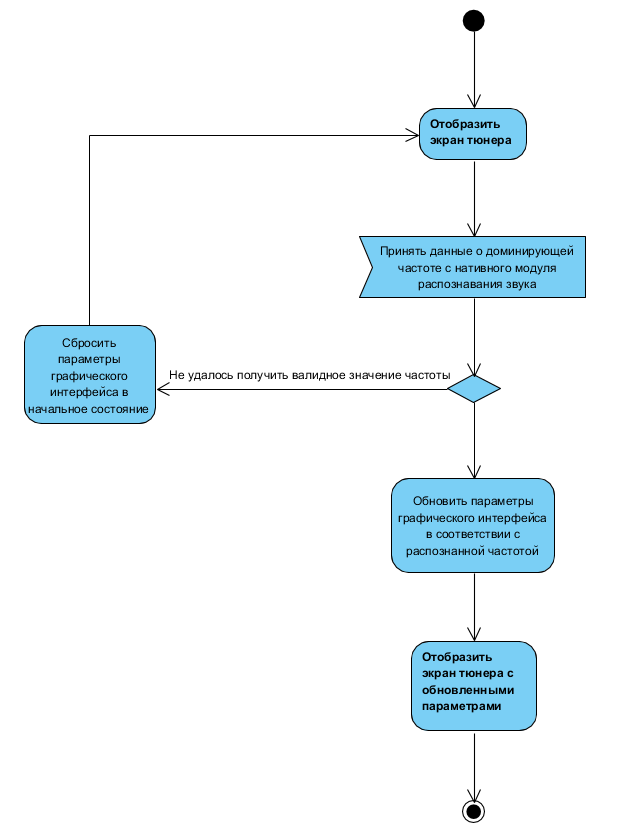 Отобразить
экран тюнера
Принять данные о доминирующей
частоте с нативного модуля
распознавания звука
Сбросить
параметры
графического
интерфейса в
начальное состояние
Не удалось получить валидное значение частоты
Обновить параметры
графического интерфейса
в соответствии с
распознанной частотой
Отобразить
экран тюнера с
обновленными
параметрами